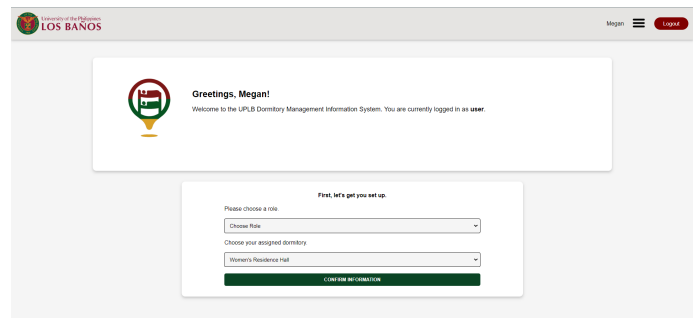 University of the Philippines
LOS BAÑOS
Megan
Logout
Greetings, Megan!
Welcome to the UPLB Dormitory Management Information System. You are currently logged in as user.
First, let's get you set up.
Please choose a role
Choose Role
Choose your assigned dormitory
Women's Residence Hall
CONFIRM INFORMATION